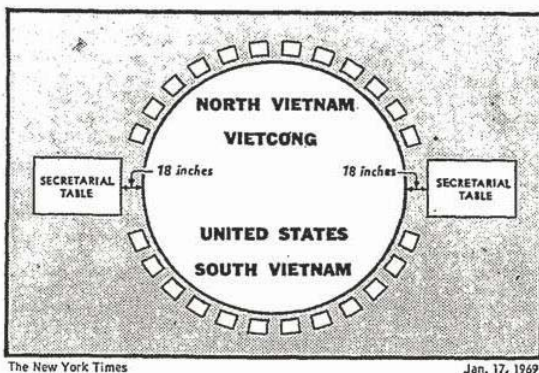 NORTH VIETNAM
VIETCONG
SECRETARIAL
TABLE
18 inches
18 inches
SECRETARIAL
TABLE
UNITED STATES
SOUTH VIETNAM
The New York Times
Jan. 17, 1969